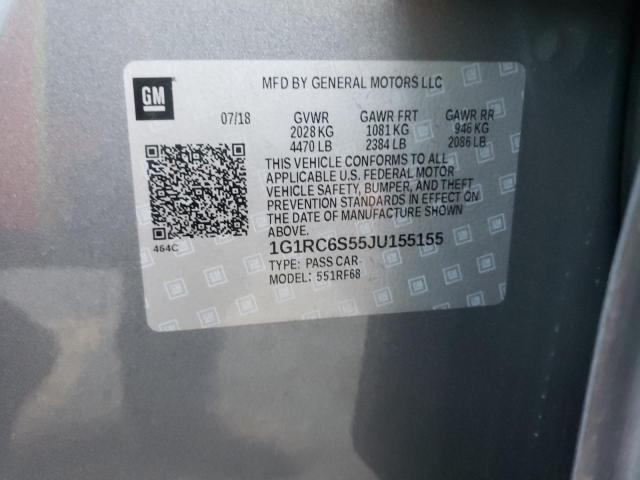 GM
MFD BY GENERAL MOTORS LLC
07/18 GVWR GAWR FRT GAWR RR
2028 KG 1081 KG 946 KG
4470 LB 2384 LB 2086 LB
THIS VEHICLE CONFORMS TO ALL
APPLICABLE U.S. FEDERAL MOTOR
VEHICLE SAFETY, BUMPER, AND THEFT
PREVENTION STANDARDS IN EFFECT ON
THE DATE OF MANUFACTURE SHOWN
ABOVE.
464C
1G1RC6S55JU155155
TYPE: PASS CAR
MODEL: 551RF68